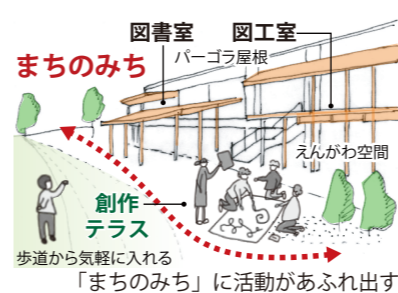 図書室 図工室
パーゴラ屋根
まちのみち
えんがわ空間
創作
テラス
歩道から気軽に入れる
「まちのみち」に活動があふれ出す